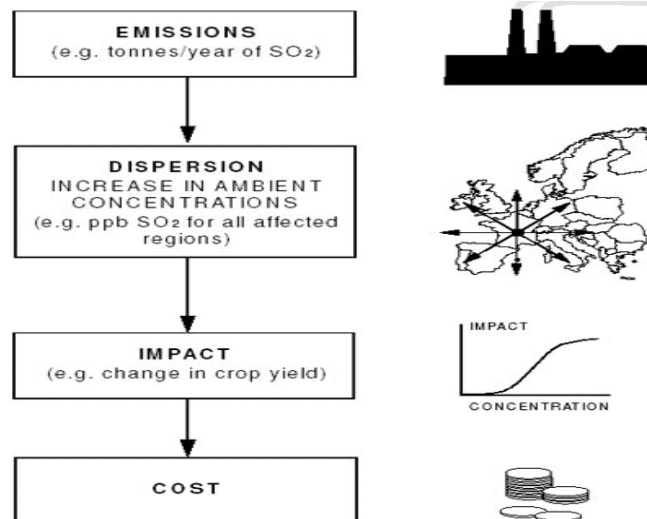 EMISSIONS
(e.g. tonnes/year of SO₂)
DISPERSION
INCREASE IN AMBIENT
CONCENTRATIONS
(e.g. ppb SO₂ for all affected
regions)
IMPACT
(e.g. change in crop yield)
IMPACT
CONCENTRATION
COST